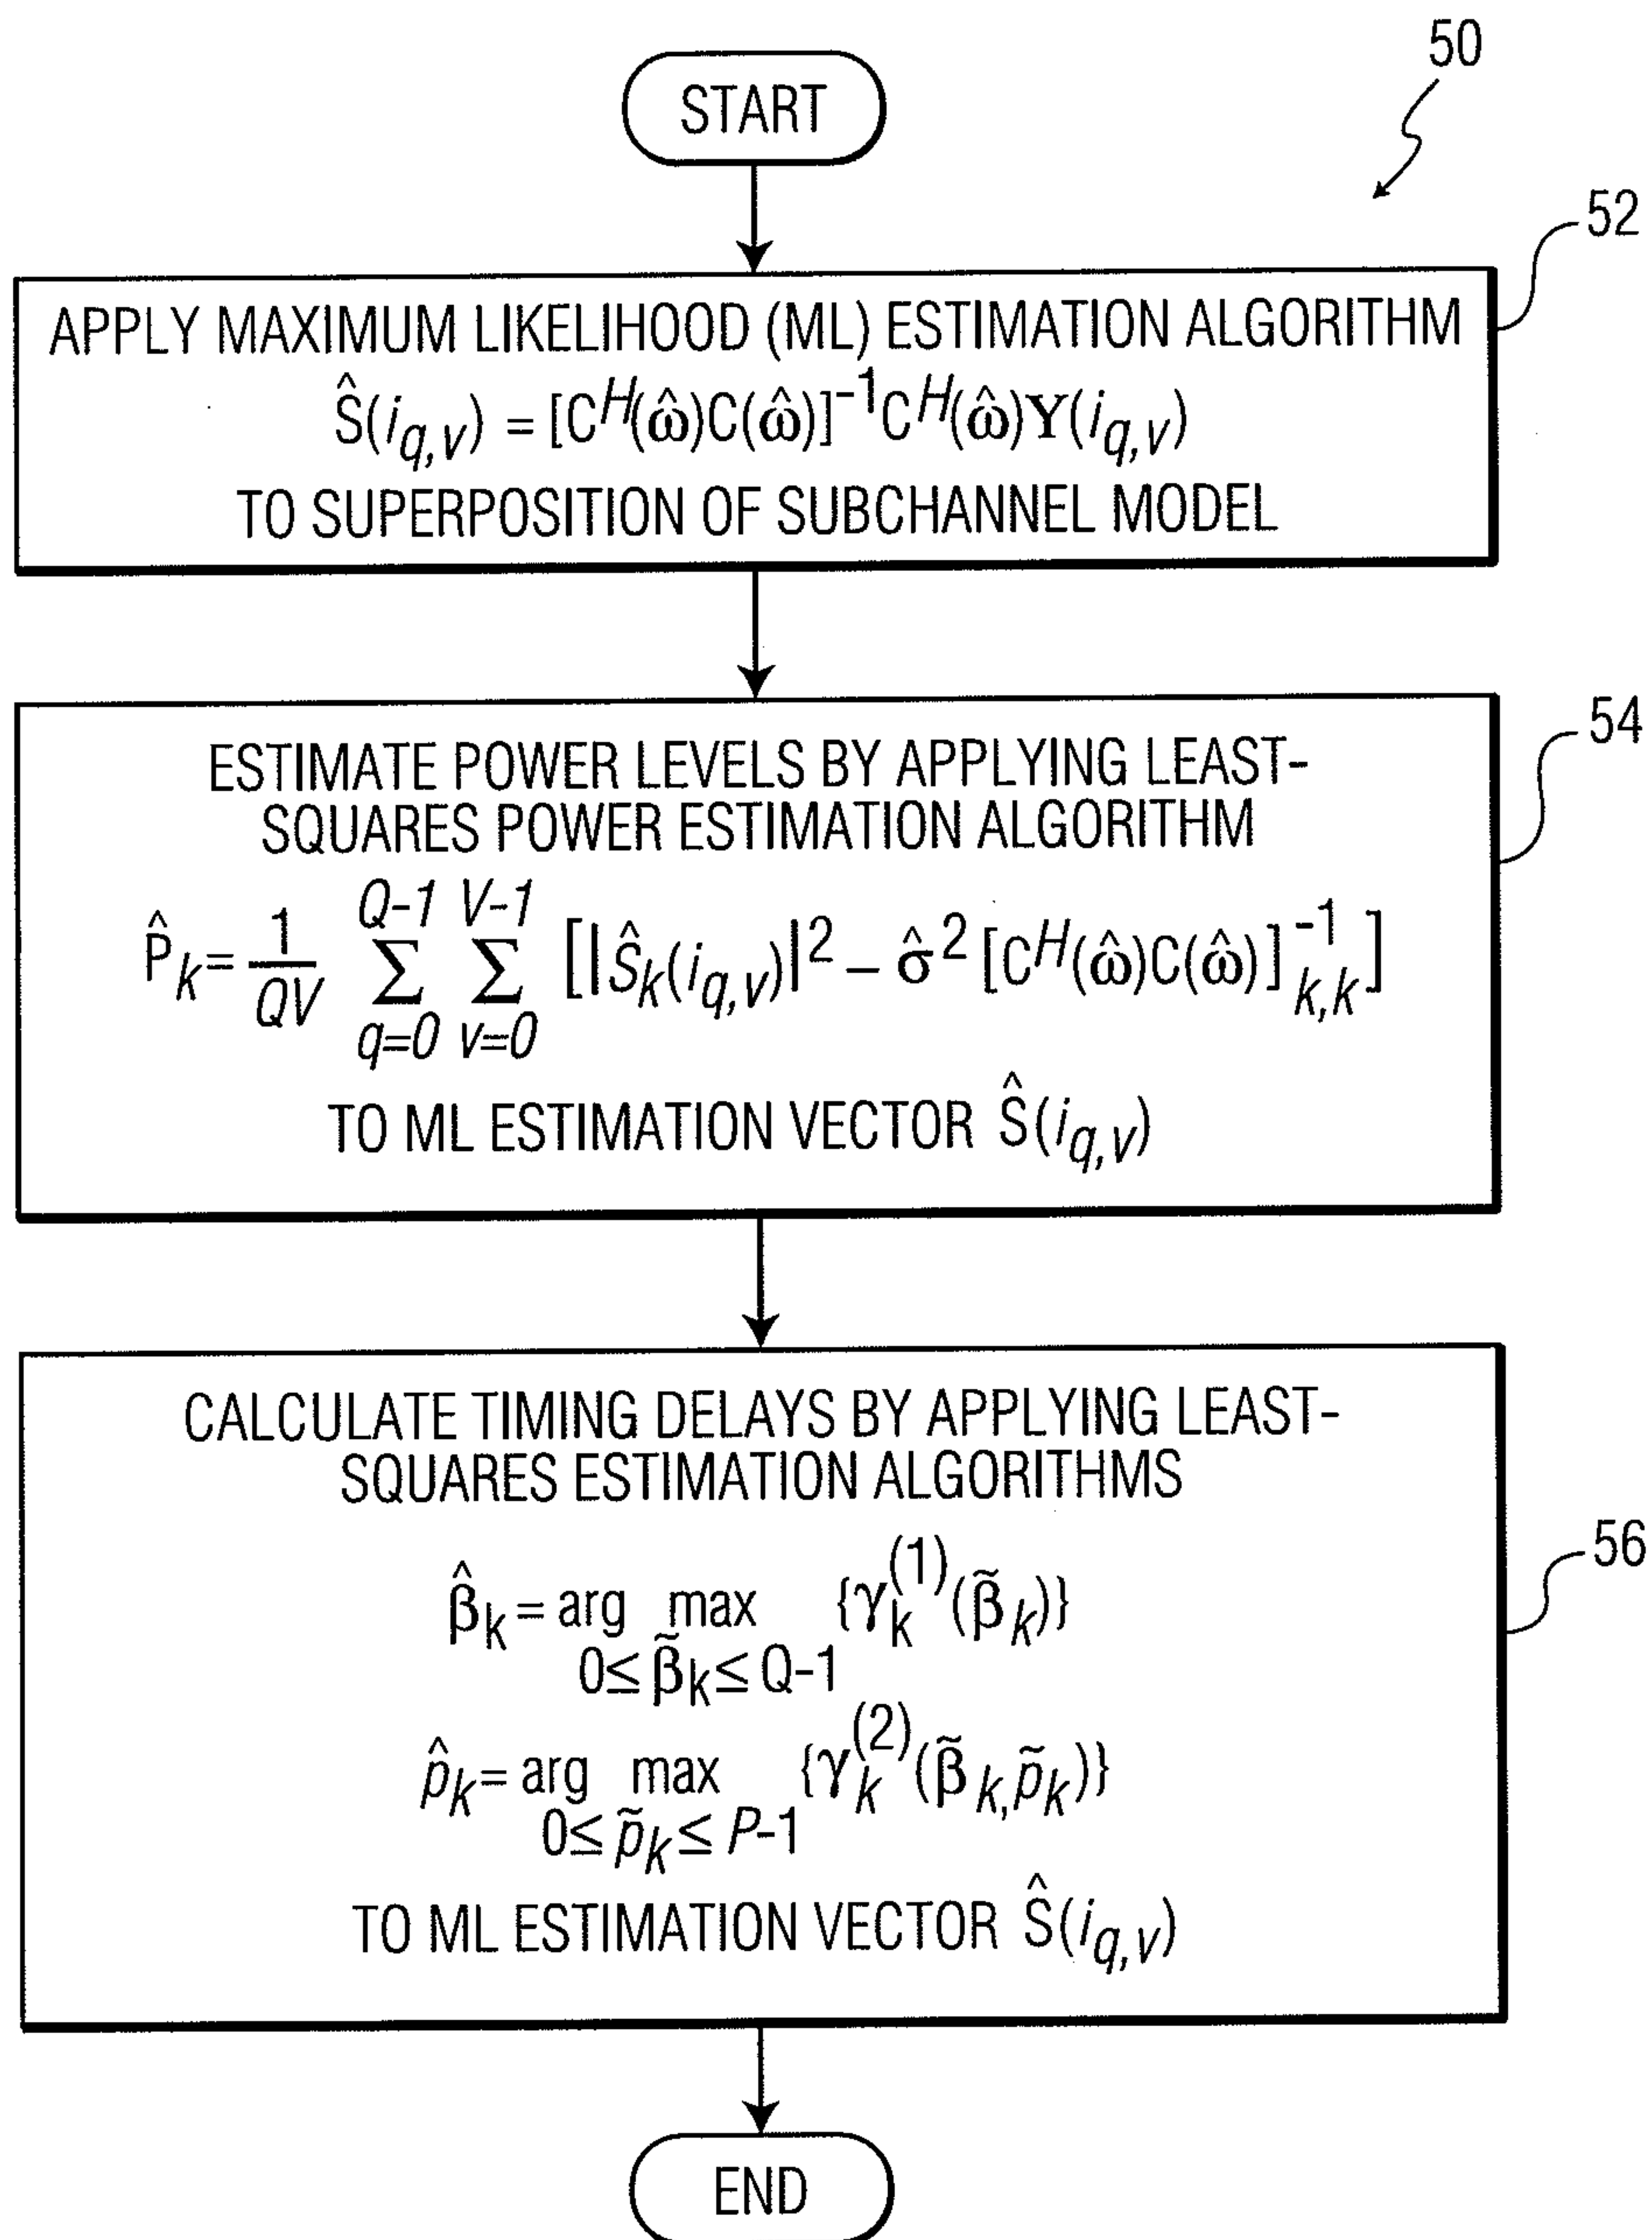 50
START
52
APPLY MAXIMUM LIKELIHOOD (ML) ESTIMATION ALGORITHM
Ŝ(i_{q,v}) = [C^H(ω̂)C(ω̂)]^{-1}C^H(ω̂)Y(i_{q,v})
TO SUPERPOSITION OF SUBCHANNEL MODEL
54
ESTIMATE POWER LEVELS BY APPLYING LEAST-
SQUARES POWER ESTIMATION ALGORITHM
P̂_k = \frac{1}{QV} \sum_{q=0}^{Q-1} \sum_{v=0}^{V-1} [|Ŝ_k(i_{q,v})|^2 – σ̂^2 [C^H(ω̂)C(ω̂)]^{-1}_{k,k}]
TO ML ESTIMATION VECTOR Ŝ(i_{q,v})
CALCULATE TIMING DELAYS BY APPLYING LEAST-
SQUARES ESTIMATION ALGORITHMS
56
β̂_k = arg max_{0≤β̃_k≤Q-1} {γ_k^{(1)}(β̃_k)}
p̂_k = arg max_{0≤p̃_k≤P-1} {γ_k^{(2)}(β̃_{k,}p̃_k)}
TO ML ESTIMATION VECTOR Ŝ(i_{q,v})
END